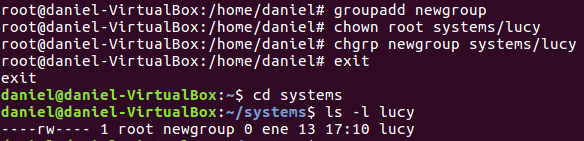 root@daniel-VirtualBox:/home/daniel# groupadd newgroup
root@daniel-VirtualBox:/home/daniel# chown root systems/lucy
root@daniel-VirtualBox:/home/daniel# chgrp newgroup systems/lucy
root@daniel-VirtualBox:/home/daniel# exit
exit
daniel@daniel-VirtualBox:~$ cd systems
daniel@daniel-VirtualBox:~/systems$ ls -l lucy
----rw---- 1 root newgroup 0 ene 13 17:10 lucy